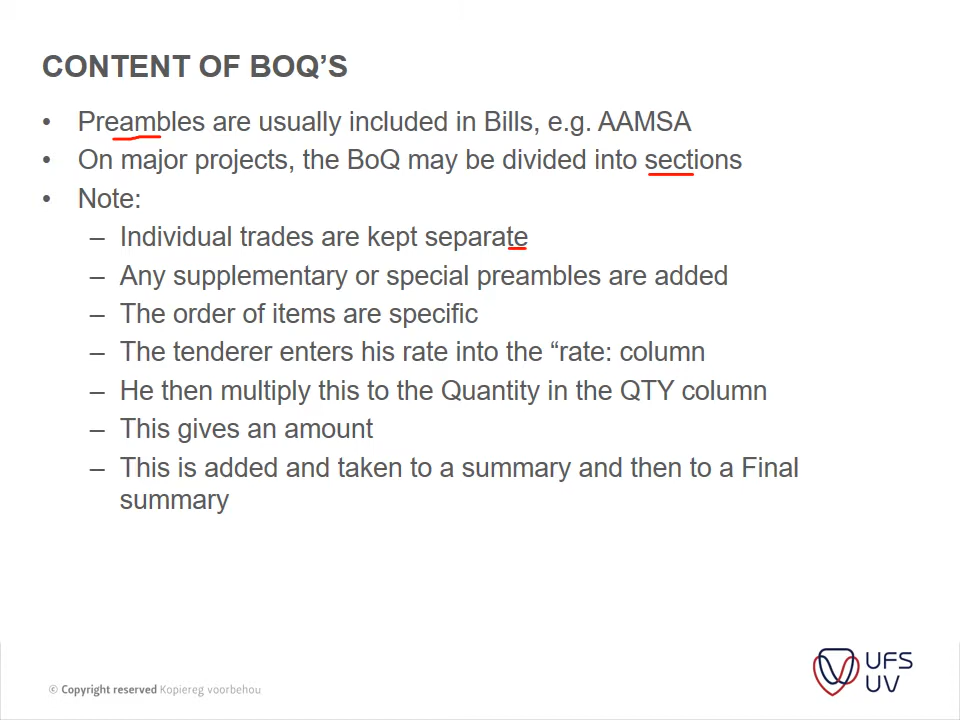 CONTENT OF BOQ’S
• Preambles are usually included in Bills, e.g. AAMSA
• On major projects, the BoQ may be divided into sections
• Note:
– Individual trades are kept separate
– Any supplementary or special preambles are added
– The order of items are specific
– The tenderer enters his rate into the “rate: column
– He then multiply this to the Quantity in the QTY column
– This gives an amount
– This is added and taken to a summary and then to a Final
summary
© Copyright reserved Kopiereg voorbehou
UFS
UV